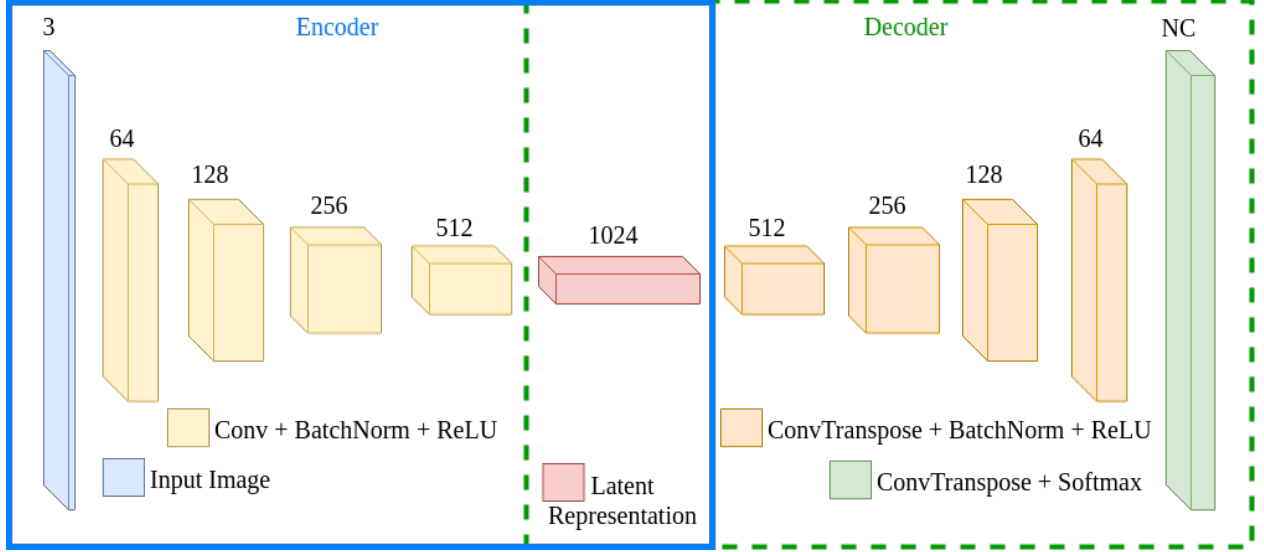 3
Encoder
Decoder
NC
64
128
256
512
1024
512
256
128
64
Conv + BatchNorm + ReLU
ConvTranspose + BatchNorm + ReLU
Input Image
Latent
Representation
ConvTranspose + Softmax